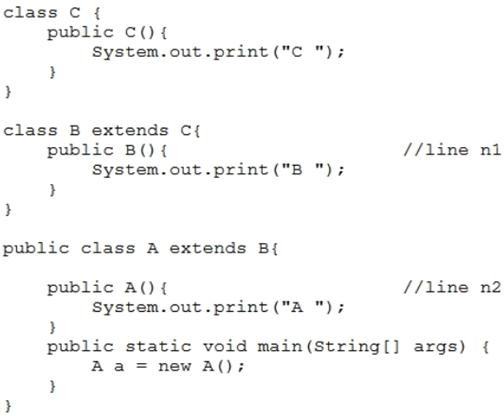 class C {
    public C(){
        System.out.print("C ");
    }
}

class B extends C{
    public B(){                     //line n1
        System.out.print("B ");
    }
}

public class A extends B{

    public A(){                     //line n2
        System.out.print("A ");
    }
    public static void main(String[] args) {
        A a = new A();
    }
}